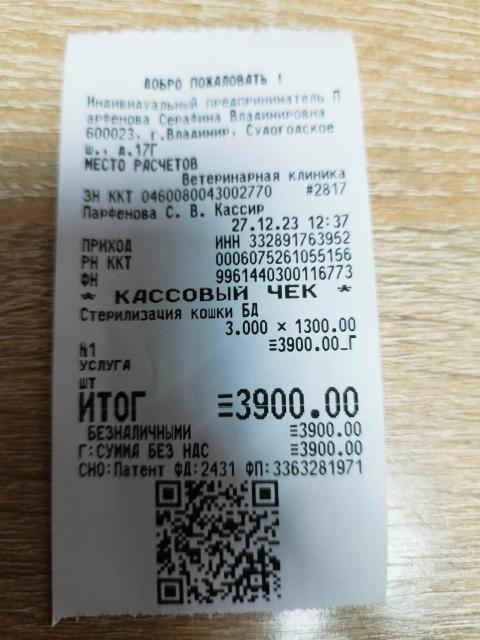 ДОБРО ПОЖАЛОВАТЬ !
Индивидуальный предприниматель П
арфенова Серафима Владимировна
600023, г.Владимир, Судогодское
ш., д.17Г
МЕСТО РАСЧЕТОВ
Ветеринарная клиника
ЗН ККТ 0460080043002770 #2817
Парфенова С. В. Кассир
27.12.23 12:37
ПРИХОД ИНН 332891763952
РН ККТ 0006075261055156
ФН 9961440300116773
* КАССОВЫЙ ЧЕК *
Стерилизация кошки БД
3.000 × 1300.00
№1 ≡3900.00_Г
УСЛУГА
ШТ
ИТОГ ≡3900.00
БЕЗНАЛИЧНЫМИ ≡3900.00
Г:СУММА БЕЗ НДС ≡3900.00
СНО:Патент ФД:2431 ФП:3363281971